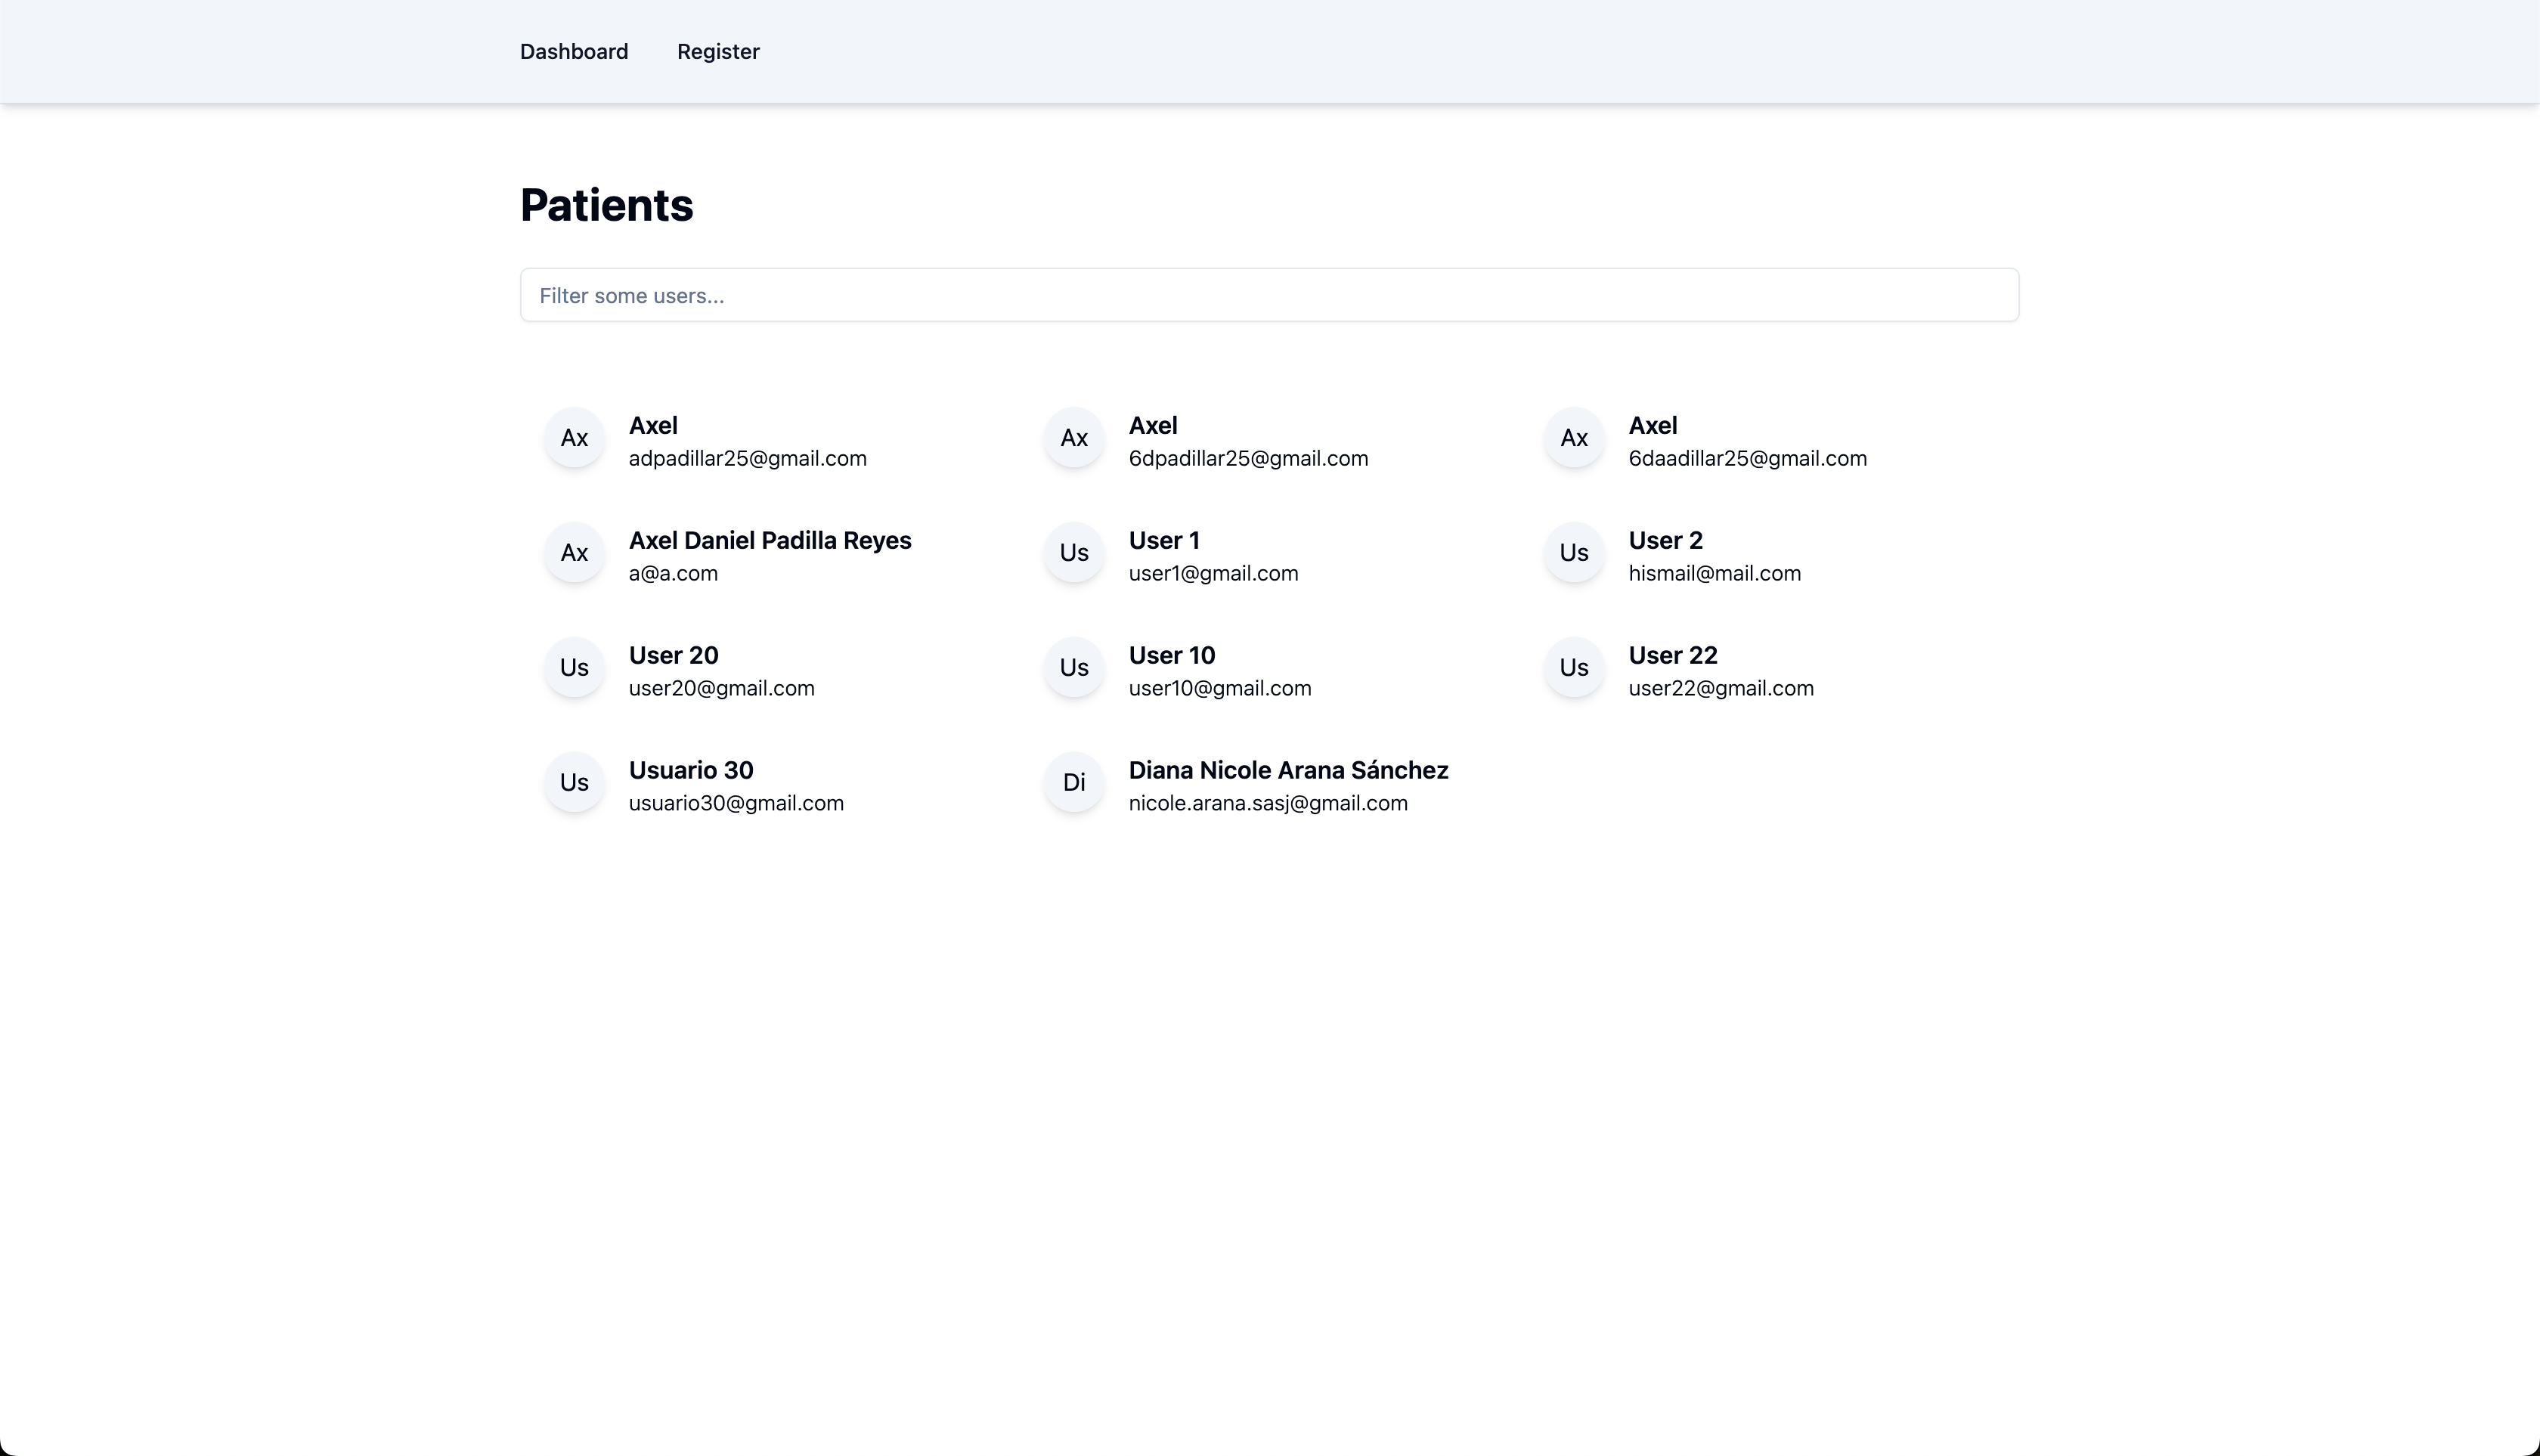 Dashboard Register
Patients
Filter some users...
Ax
Axel
adpadillar25@gmail.com
Ax
Axel
6dpadillar25@gmail.com
Ax
Axel
6daadillar25@gmail.com
Ax
Axel Daniel Padilla Reyes
a@a.com
Us
User 1
user1@gmail.com
Us
User 2
hismail@mail.com
Us
User 20
user20@gmail.com
Us
User 10
user10@gmail.com
Us
User 22
user22@gmail.com
Us
Usuario 30
usuario30@gmail.com
Di
Diana Nicole Arana Sánchez
nicole.arana.sasj@gmail.com